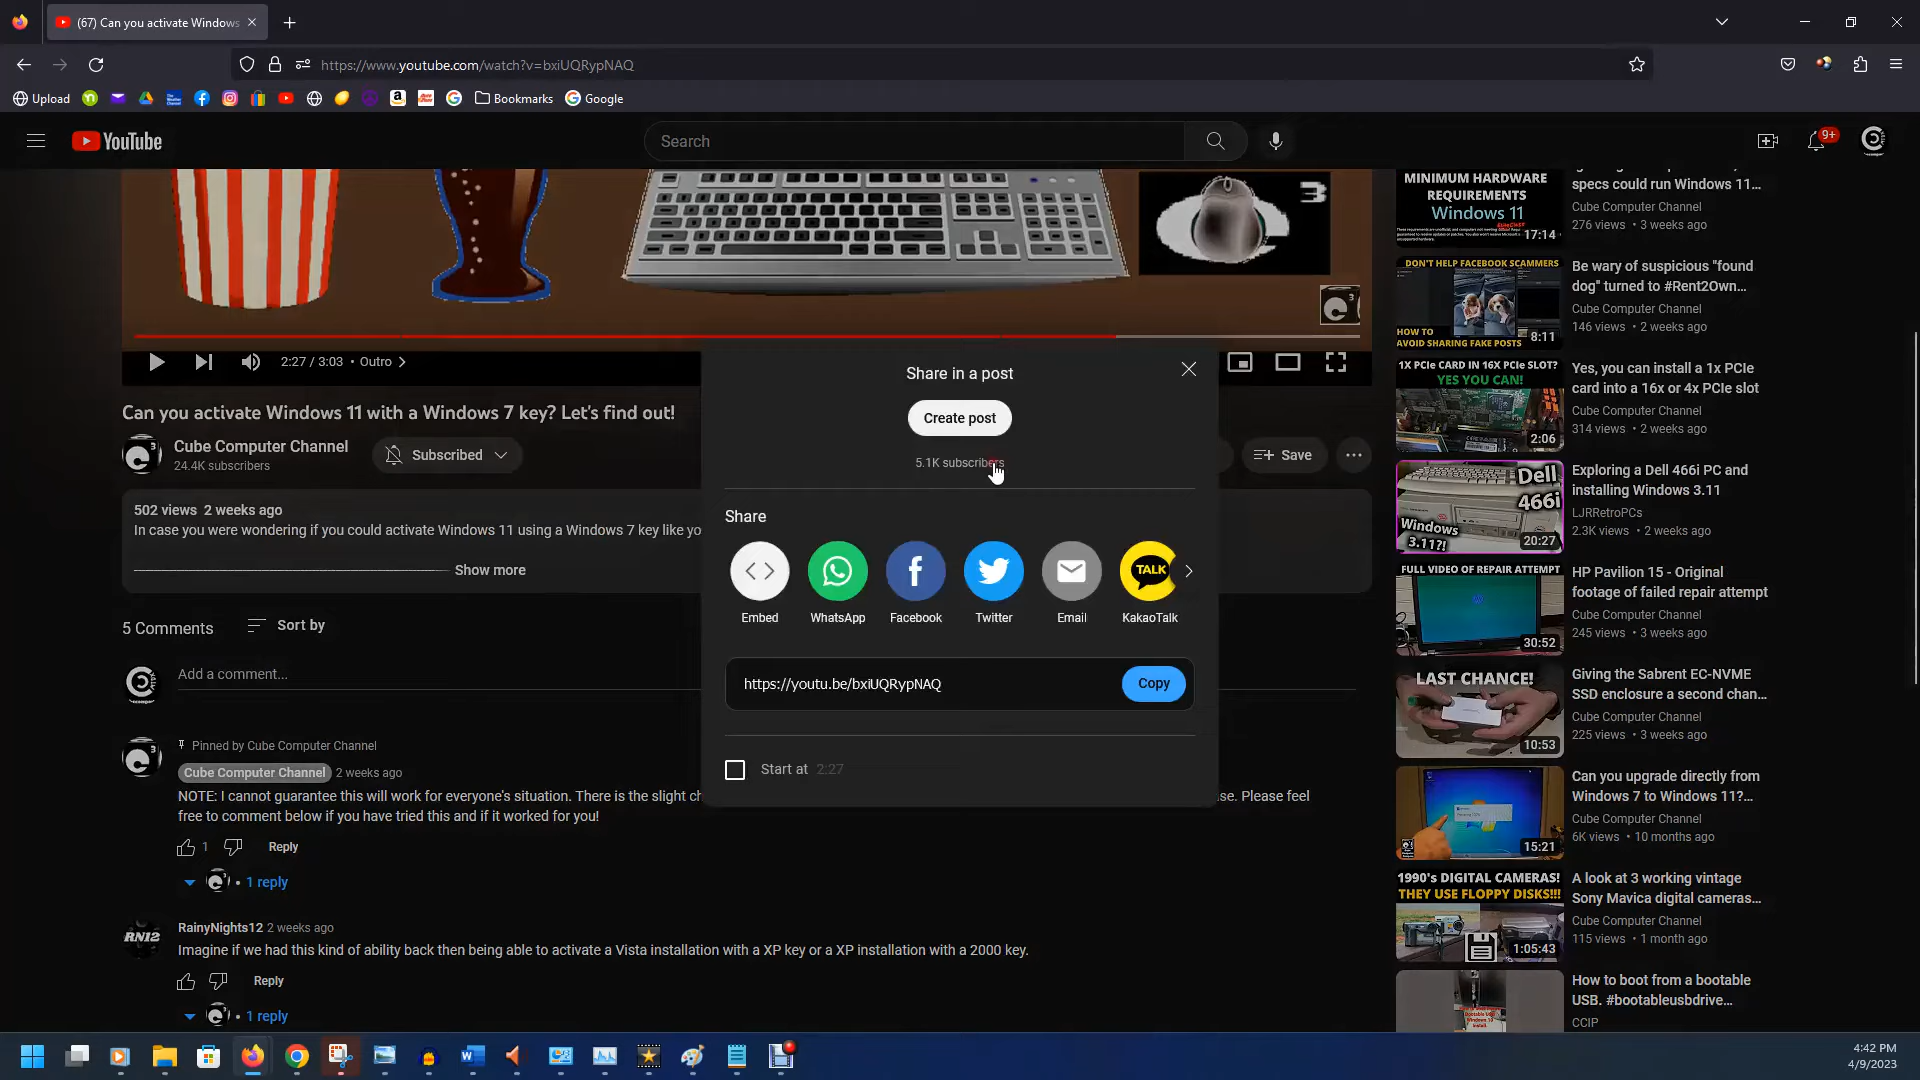 (67) Can you activate Windows
https://www.youtube.com/watch?v=bxiUQRypNAQ
Upload
Bookmarks
Google
YouTube
Search
9+
3
2:27 / 3:03 • Outro
Can you activate Windows 11 with a Windows 7 key? Let's find out!
Cube Computer Channel
24.4K subscribers
Subscribed
Save
502 views 2 weeks ago
In case you were wondering if you could activate Windows 11 using a Windows 7 key like yo
Show more
5 Comments
Sort by
Add a comment...
Pinned by Cube Computer Channel
Cube Computer Channel 2 weeks ago
NOTE: I cannot guarantee this will work for everyone's situation. There is the slight ch
se. Please feel
free to comment below if you have tried this and if it worked for you!
1
Reply
• 1 reply
RN12
RainyNights12 2 weeks ago
Imagine if we had this kind of ability back then being able to activate a Vista installation with a XP key or a XP installation with a 2000 key.
Reply
• 1 reply
Share in a post
Create post
5.1K subscribers
Share
Embed
WhatsApp
Facebook
Twitter
Email
TALK
KakaoTalk
https://youtu.be/bxiUQRypNAQ
Copy
Start at 2:27
MINIMUM HARDWARE
REQUIREMENTS
Windows 11
17:14
specs could run Windows 11...
Cube Computer Channel
276 views • 3 weeks ago
DON'T HELP FACEBOOK SCAMMERS
HOW TO
AVOID SHARING FAKE POSTS
8:11
Be wary of suspicious "found
dog" turned to #Rent2Own...
Cube Computer Channel
146 views • 2 weeks ago
1X PCIe CARD IN 16X PCIe SLOT?
YES YOU CAN!
2:06
Yes, you can install a 1x PCIe
card into a 16x or 4x PCIe slot
Cube Computer Channel
314 views • 2 weeks ago
Dell
466i
Windows
3.11?!
20:27
Exploring a Dell 466i PC and
installing Windows 3.11
LJRRetroPCs
2.3K views • 2 weeks ago
FULL VIDEO OF REPAIR ATTEMPT
30:52
HP Pavilion 15 - Original
footage of failed repair attempt
Cube Computer Channel
245 views • 3 weeks ago
LAST CHANCE!
10:53
Giving the Sabrent EC-NVME
SSD enclosure a second chan...
Cube Computer Channel
225 views • 3 weeks ago
15:21
Can you upgrade directly from
Windows 7 to Windows 11?...
Cube Computer Channel
6K views • 10 months ago
1990's DIGITAL CAMERAS!
THEY USE FLOPPY DISKS!!!
1:05:43
A look at 3 working vintage
Sony Mavica digital cameras...
Cube Computer Channel
115 views • 1 month ago
How to boot from a bootable
USB. #bootableusbdrive...
CCIP
4:42 PM
4/9/2023